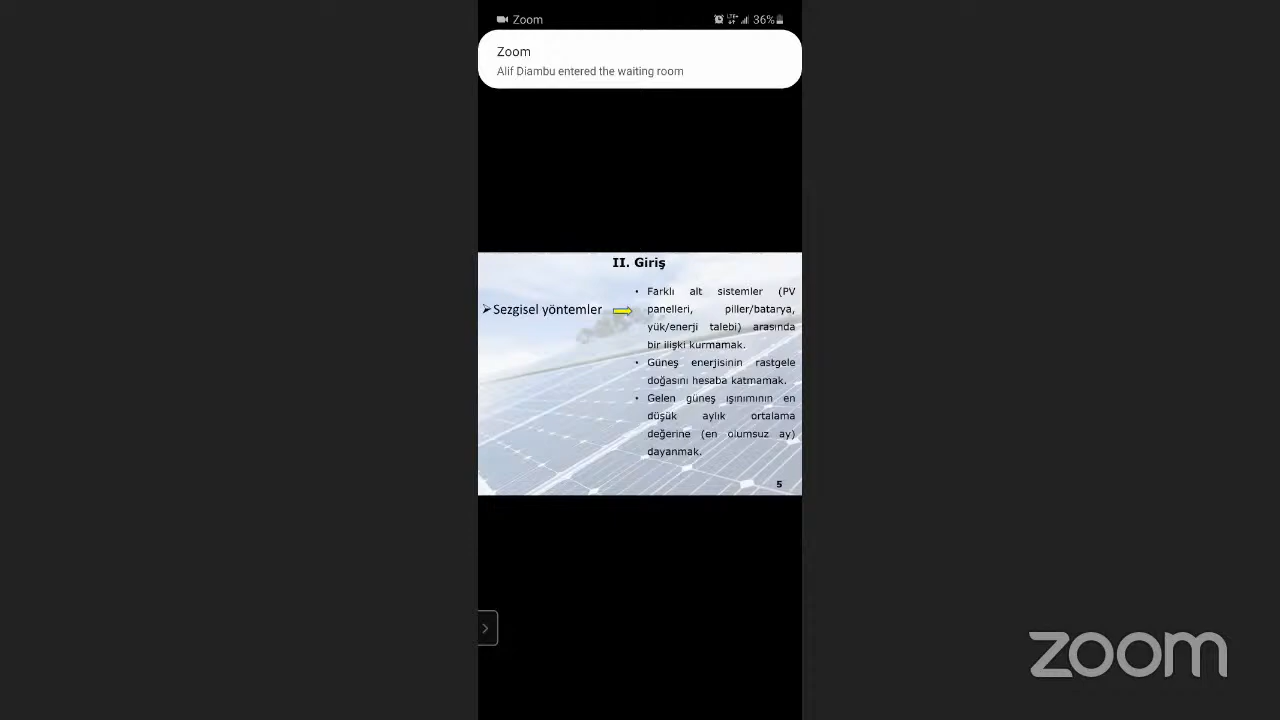 Zoom
LTE+
36%
Zoom
Alif Diambu entered the waiting room
II. Giriş
➢Sezgisel yöntemler
• Farklı alt sistemler (PV
panelleri, piller/batarya,
yük/enerji talebi) arasında
bir ilişki kurmamak.
• Güneş enerjisinin rastgele
doğasını hesaba katmamak.
• Gelen güneş ışınımının en
düşük aylık ortalama
değerine (en olumsuz ay)
dayanmak.
5
zoom